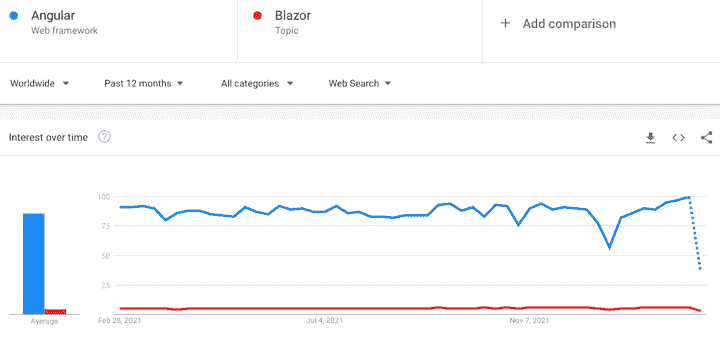 Angular
Web framework
Blazor
Topic
+ Add comparison
Worldwide
Past 12 months
All categories
Web Search
Interest over time
?
100
75
50
25
Average
Feb 28, 2021
Jul 4, 2021
Nov 7, 2021